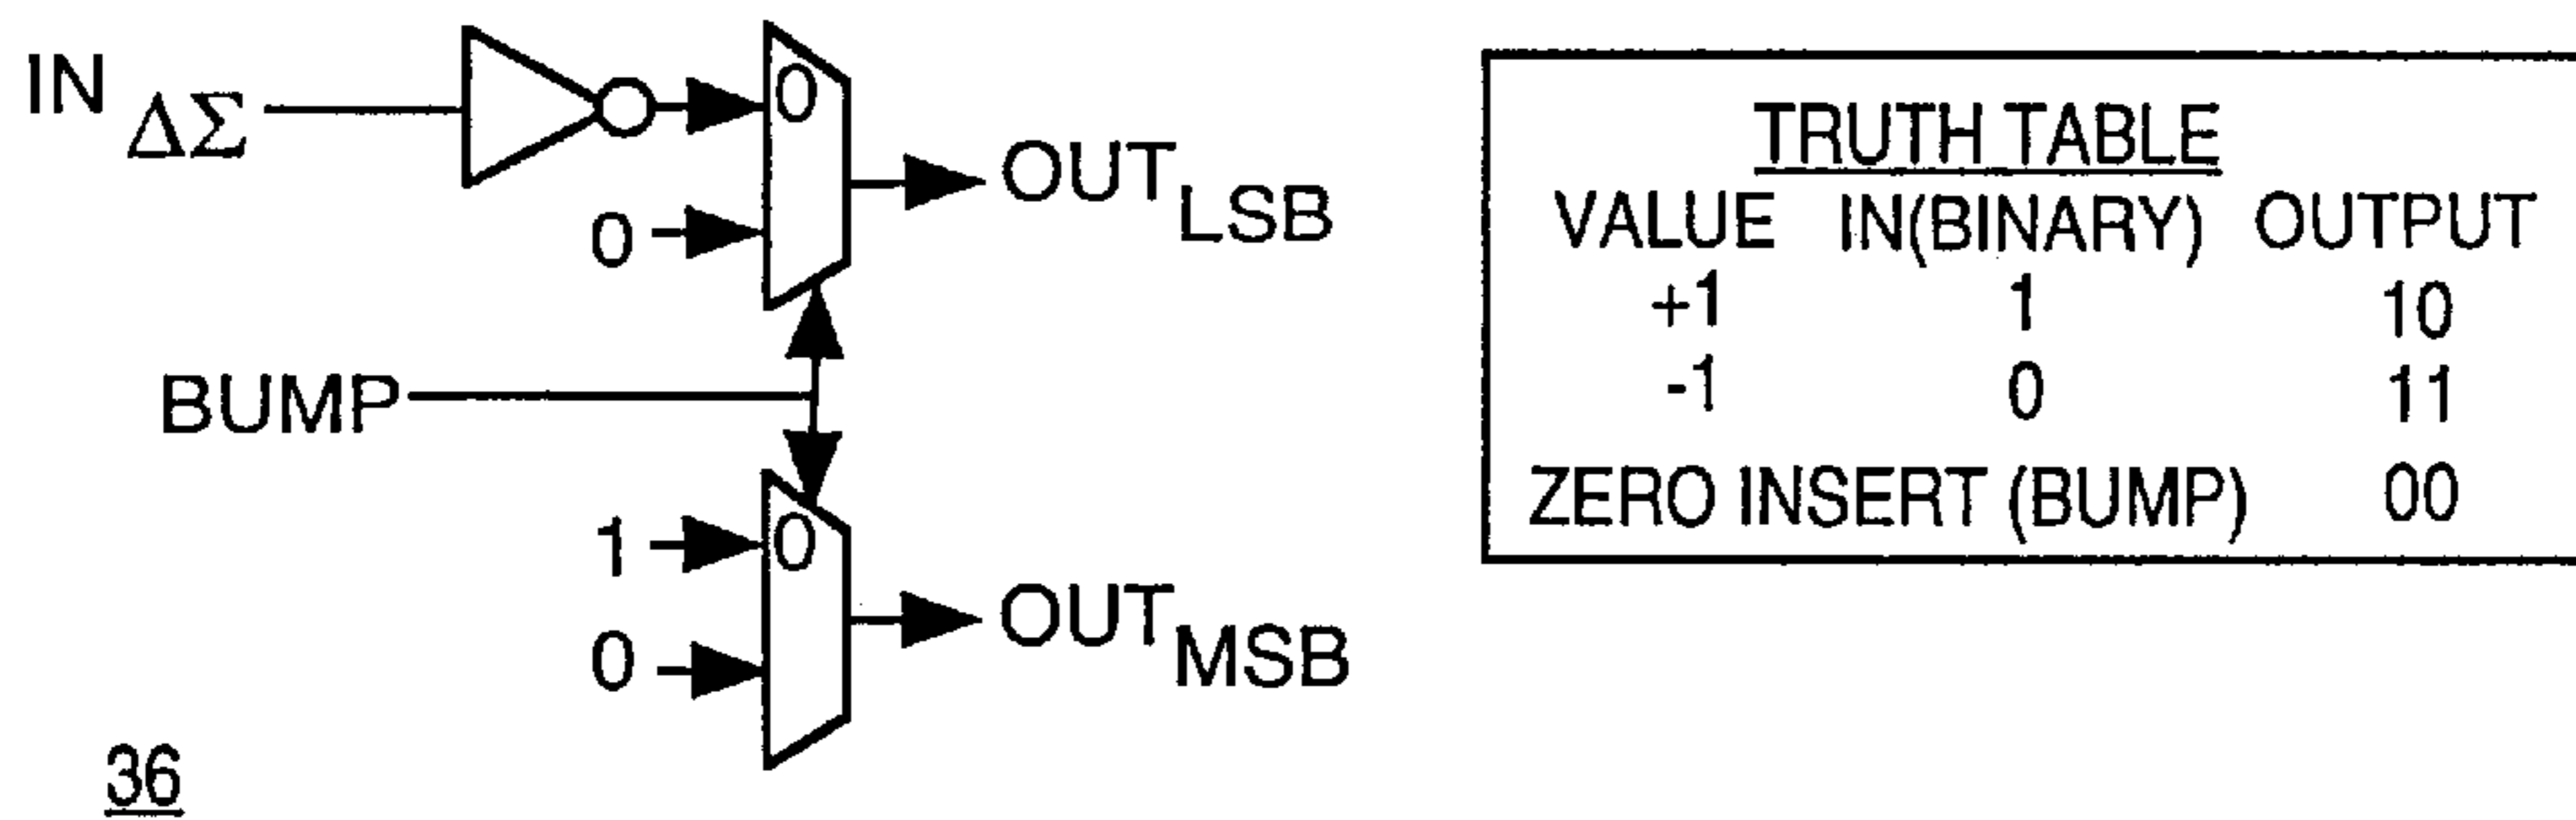 IN ΔΣ
0
0
OUT LSB
BUMP
1
0
0
OUT MSB
36
TRUTH TABLE
VALUE IN(BINARY) OUTPUT
+1 1 10
-1 0 11
ZERO INSERT (BUMP) 00